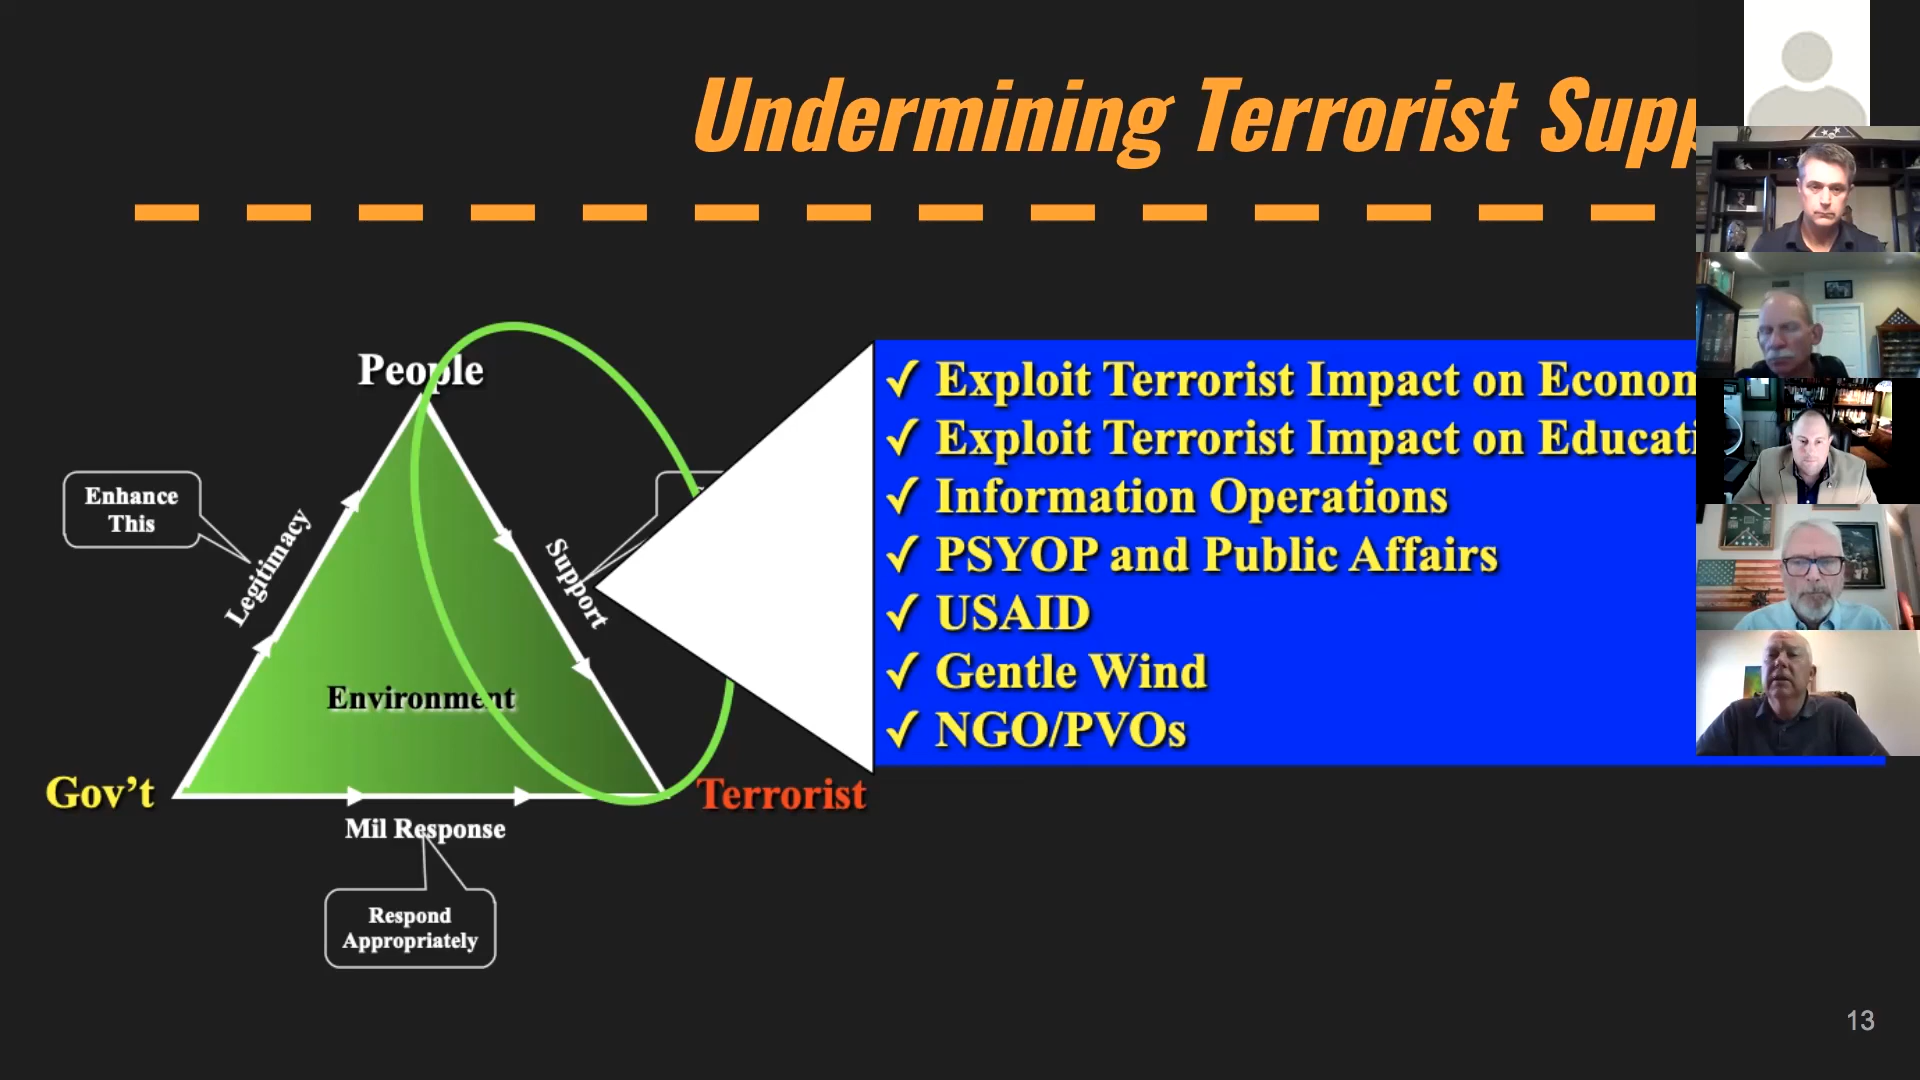 Undermining Terrorist Supp
People
Enhance
This
Legitimacy
Support
Environment
Gov't
Terrorist
Mil Response
Respond
Appropriately
✓ Exploit Terrorist Impact on Econom
✓ Exploit Terrorist Impact on Educati
✓ Information Operations
✓ PSYOP and Public Affairs
✓ USAID
✓ Gentle Wind
✓ NGO/PVOs
13